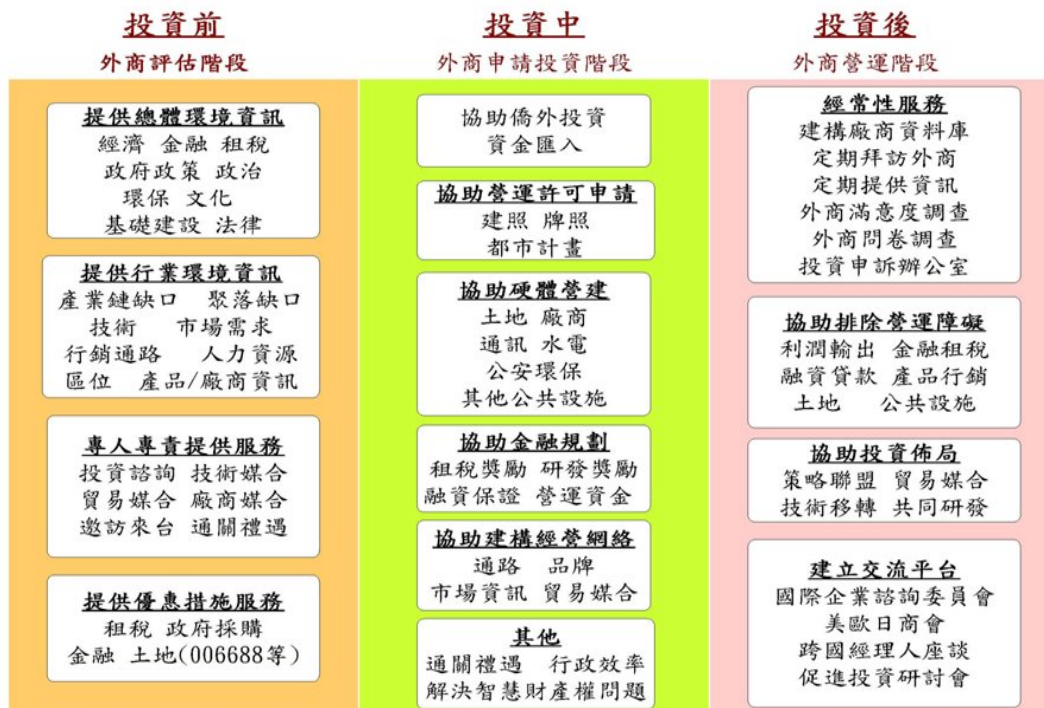 投資前
外商評估階段
提供總體環境資訊
經濟 金融 租稅
政府政策 政治
環保 文化
基礎建設 法律
提供行業環境資訊
產業鏈缺口 聚落缺口
技術 市場需求
行銷通路 人力資源
區位 產品/廠商資訊
專人專責提供服務
投資諮詢 技術媒合
貿易媒合 廠商媒合
邀訪來台 通關禮遇
提供優惠措施服務
租稅 政府採購
金融 土地(006688等)
投資中
外商申請投資階段
協助僑外投資
資金匯入
協助營運許可申請
建照 牌照
都市計畫
協助硬體營建
土地 廠商
通訊 水電
公安環保
其他公共設施
協助金融規劃
租稅獎勵 研發獎勵
融資保證 營運資金
協助建構經營網絡
通路 品牌
市場資訊 貿易媒合
其他
通關禮遇 行政效率
解決智慧財產權問題
投資後
外商營運階段
經常性服務
建構廠商資料庫
定期拜訪外商
定期提供資訊
外商滿意度調查
外商問卷調查
投資申訴辦公室
協助排除營運障礙
利潤輸出 金融租稅
融資貸款 產品行銷
土地 公共設施
協助投資佈局
策略聯盟 貿易媒合
技術移轉 共同研發
建立交流平台
國際企業諮詢委員會
美歐日商會
跨國經理人座談
促進投資研討會